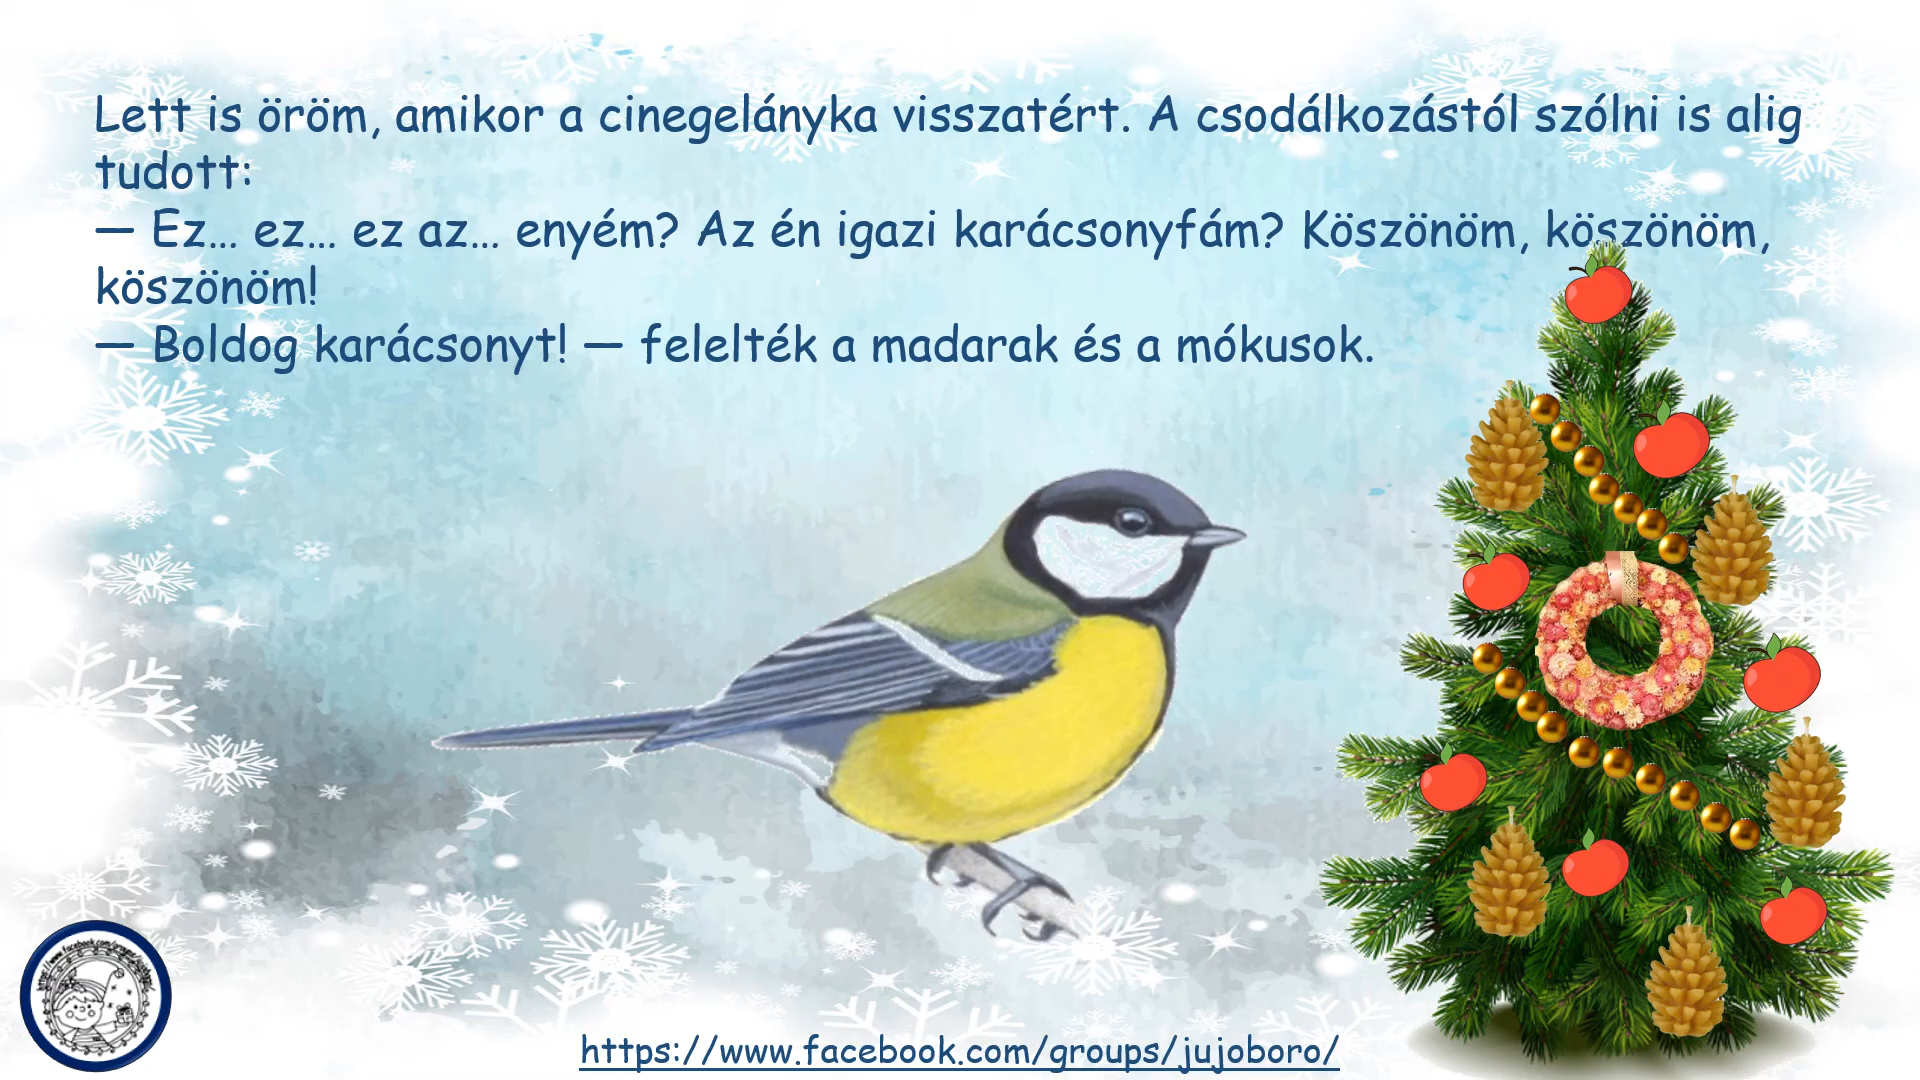 Lett is öröm, amikor a cinegelányka visszatért. A csodálkozástól szólni is alig
tudott:
— Ez… ez… ez az… enyém? Az én igazi karácsonyfám? Köszönöm, köszönöm,
köszönöm!
— Boldog karácsonyt! — felelték a madarak és a mókusok.
https://www.facebook.com/groups/jujoboro/